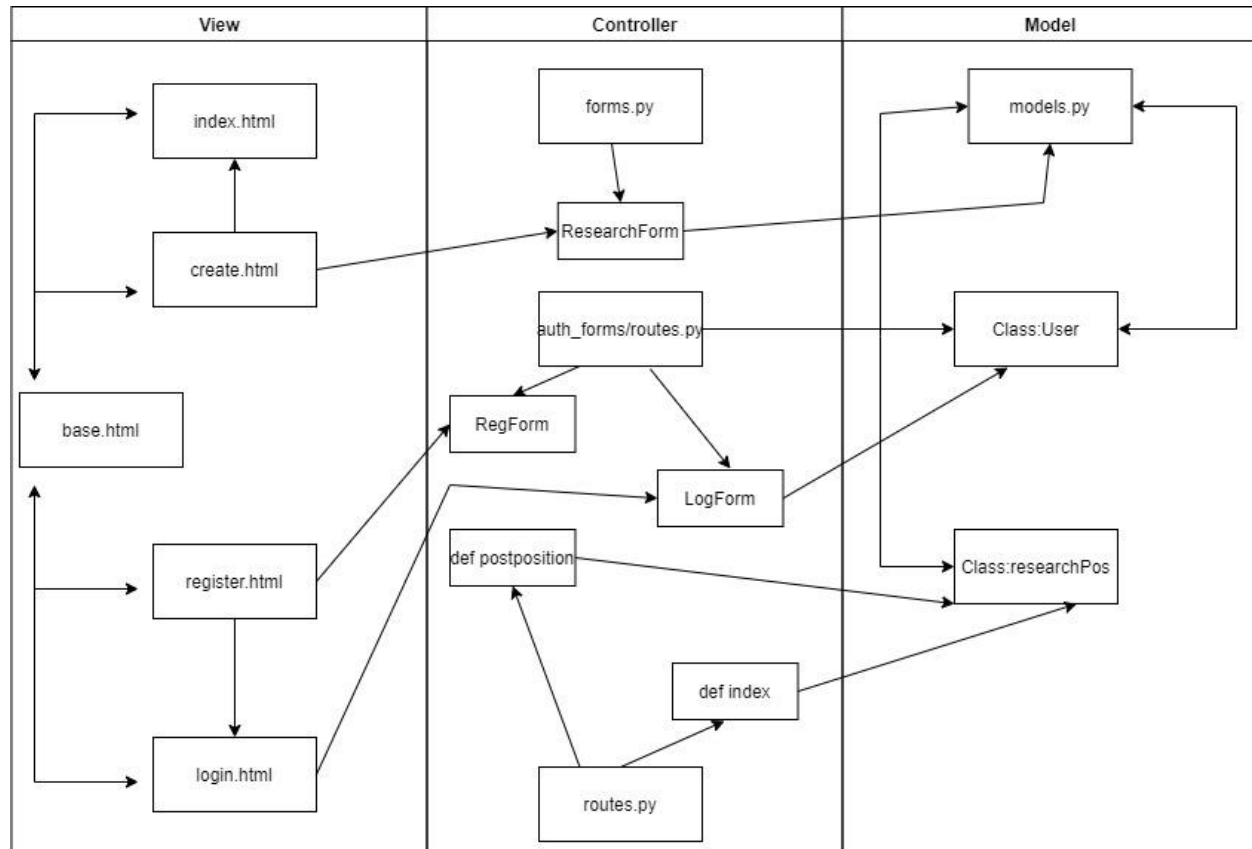 View
Controller
Model
index.html
forms.py
models.py
create.html
ResearchForm
auth_forms/routes.py
Class:User
base.html
RegForm
LogForm
register.html
def postposition
Class:researchPos
def index
login.html
routes.py